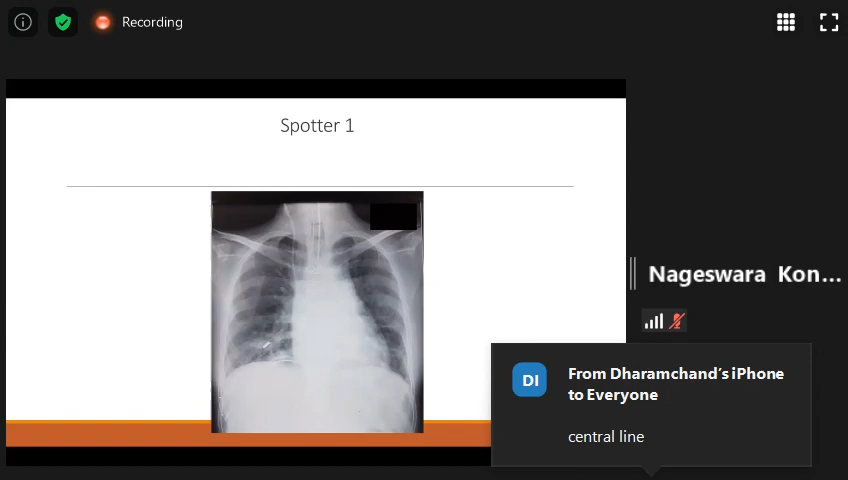 Recording
Spotter 1
Nageswara Kon...
DI
From Dharamchand's iPhone
to Everyone
central line